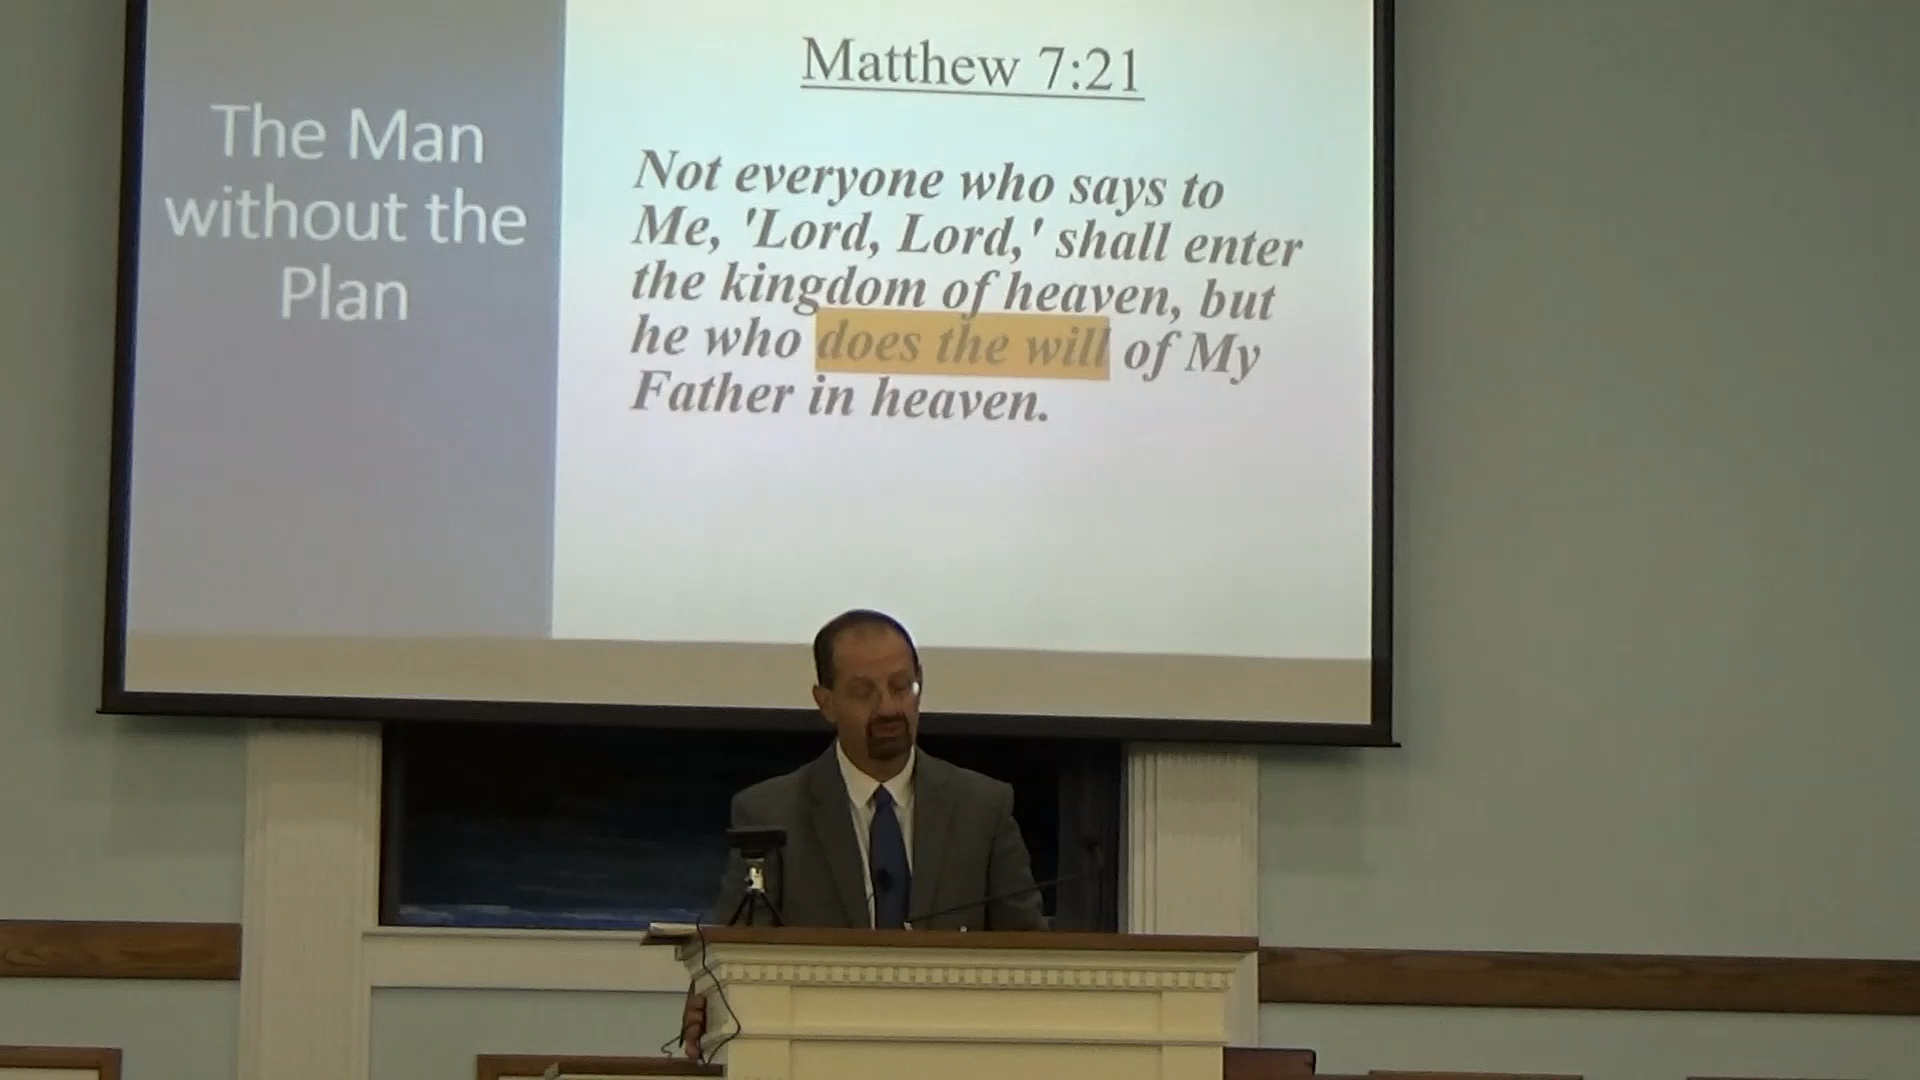 The Man
without the
Plan
Matthew 7:21
Not everyone who says to
Me, 'Lord, Lord,' shall enter
the kingdom of heaven, but
he who does the will of My
Father in heaven.